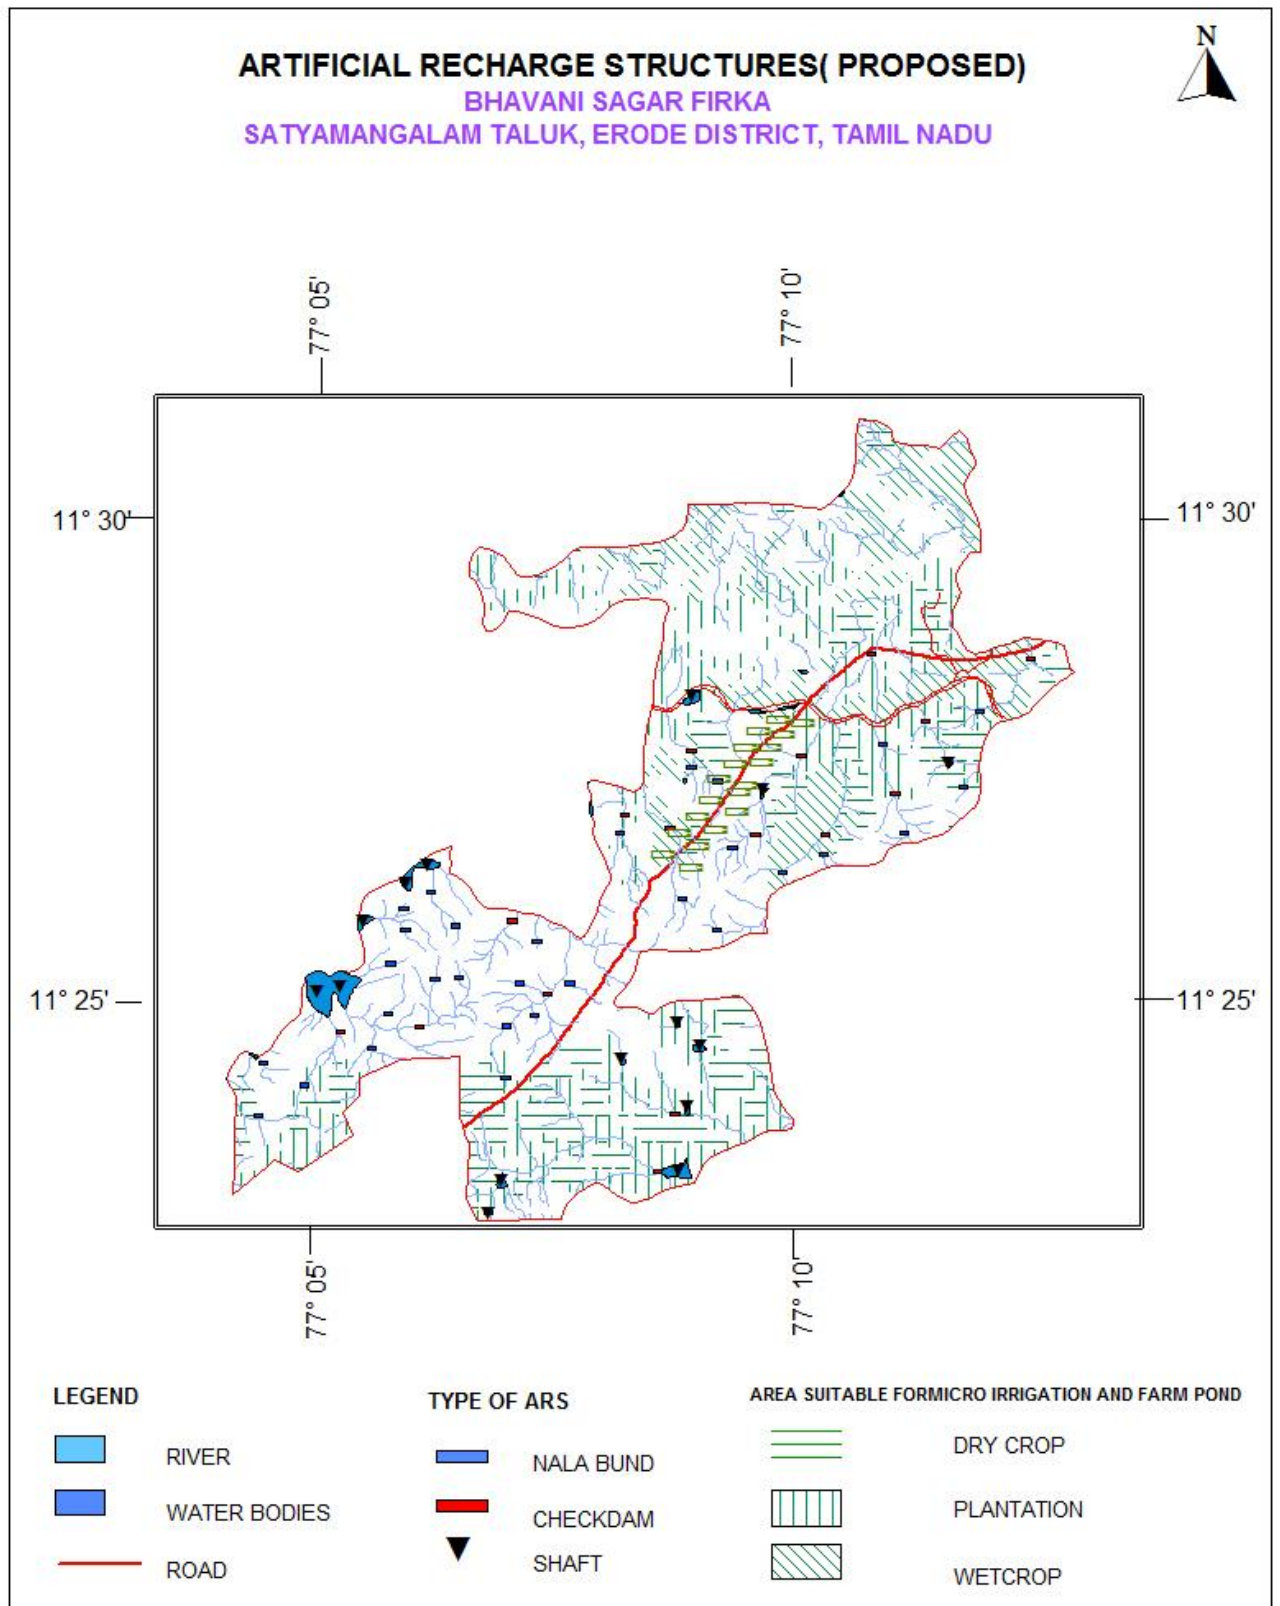 N
ARTIFICIAL RECHARGE STRUCTURES( PROPOSED)
BHAVANI SAGAR FIRKA
SATYAMANGALAM TALUK, ERODE DISTRICT, TAMIL NADU
77° 05'
77° 10'
11° 30'
11° 30'
11° 25'
11° 25'
77° 05'
77° 10'
LEGEND
RIVER
WATER BODIES
ROAD
TYPE OF ARS
NALA BUND
CHECKDAM
SHAFT
AREA SUITABLE FORMICRO IRRIGATION AND FARM POND
DRY CROP
PLANTATION
WETCROP